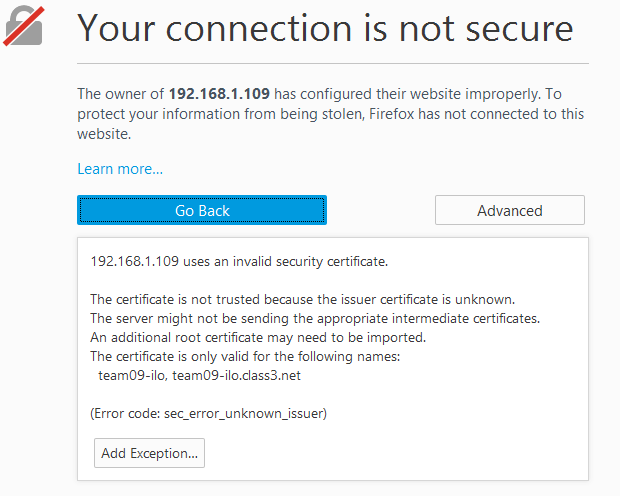 Your connection is not secure
The owner of 192.168.1.109 has configured their website improperly. To
protect your information from being stolen, Firefox has not connected to this
website.
Learn more...
Go Back
Advanced
192.168.1.109 uses an invalid security certificate.
The certificate is not trusted because the issuer certificate is unknown.
The server might not be sending the appropriate intermediate certificates.
An additional root certificate may need to be imported.
The certificate is only valid for the following names:
team09-ilo, team09-ilo.class3.net
(Error code: sec_error_unknown_issuer)
Add Exception...